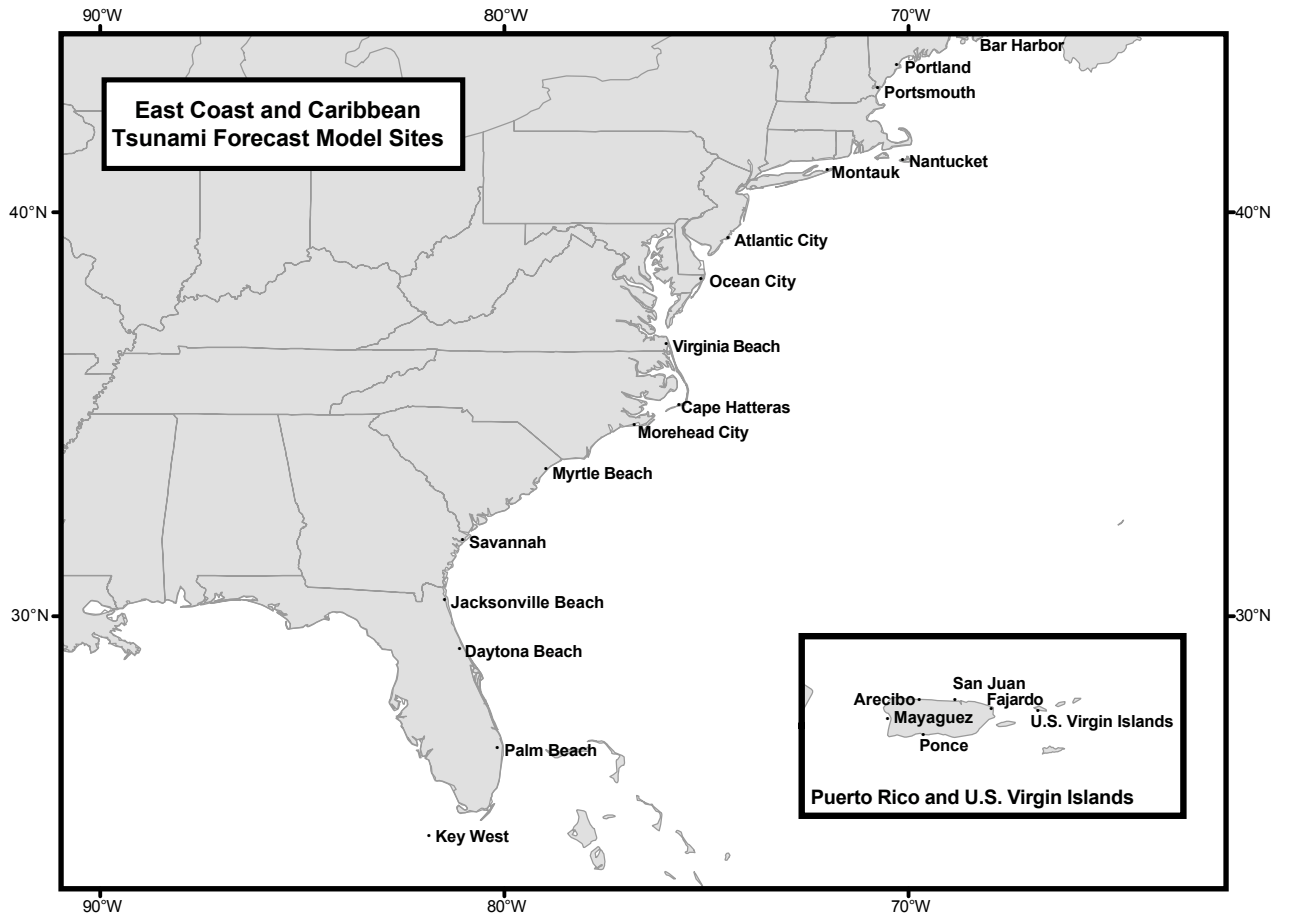 90°W 80°W 70°W
Bar Harbor
Portland
Portsmouth
East Coast and Caribbean
Tsunami Forecast Model Sites
Nantucket
Montauk
40°N 40°N
Atlantic City
Ocean City
Virginia Beach
Cape Hatteras
Morehead City
Myrtle Beach
Savannah
Jacksonville Beach
30°N 30°N
Daytona Beach
San Juan
Arecibo Fajardo
Mayaguez U.S. Virgin Islands
Ponce
Palm Beach
Puerto Rico and U.S. Virgin Islands
Key West
90°W 80°W 70°W